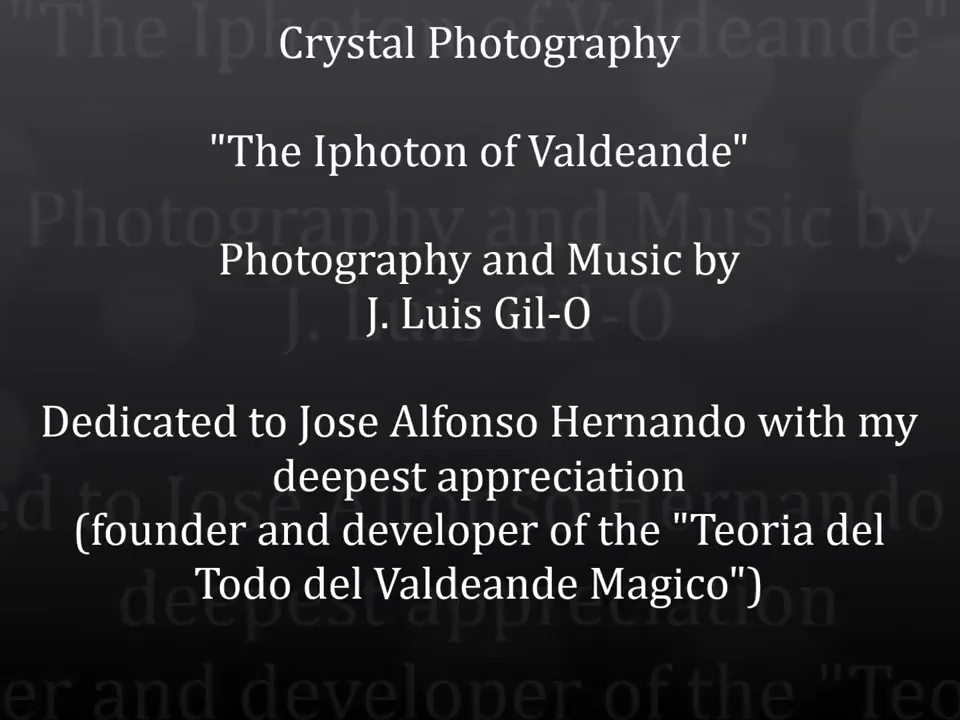 Crystal Photography
"The Iphoton of Valdeande"
Photography and Music by
J. Luis Gil-O
Dedicated to Jose Alfonso Hernando with my
deepest appreciation
(founder and developer of the "Teoria del
Todo del Valdeande Magico")